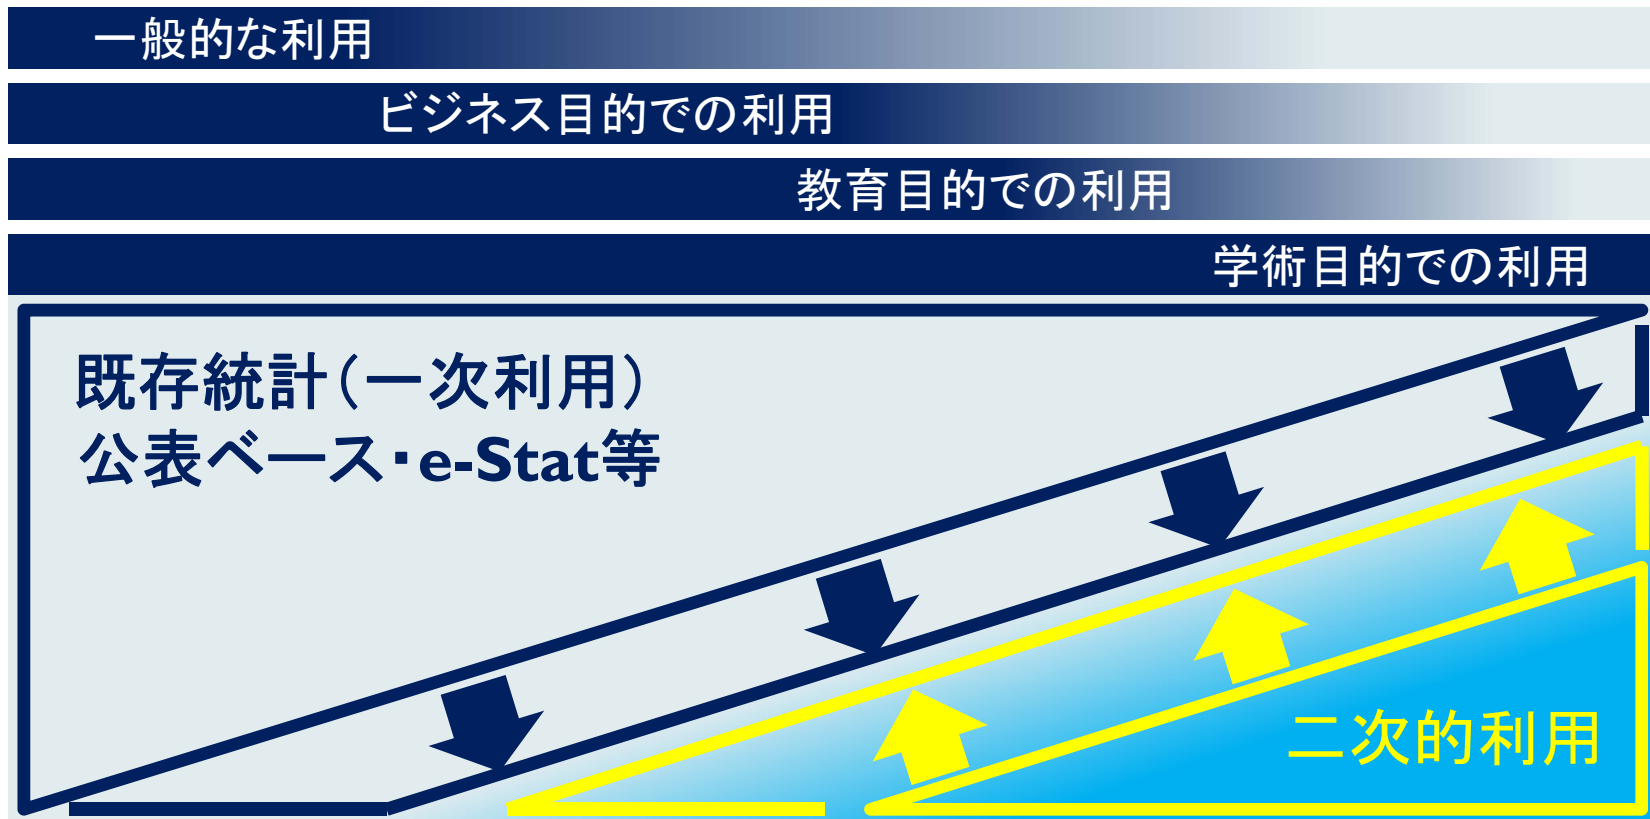 一般的な利用
ビジネス目的での利用
教育目的での利用
学術目的での利用
既存統計（一次利用）
公表ベース・e-Stat等
二次的利用